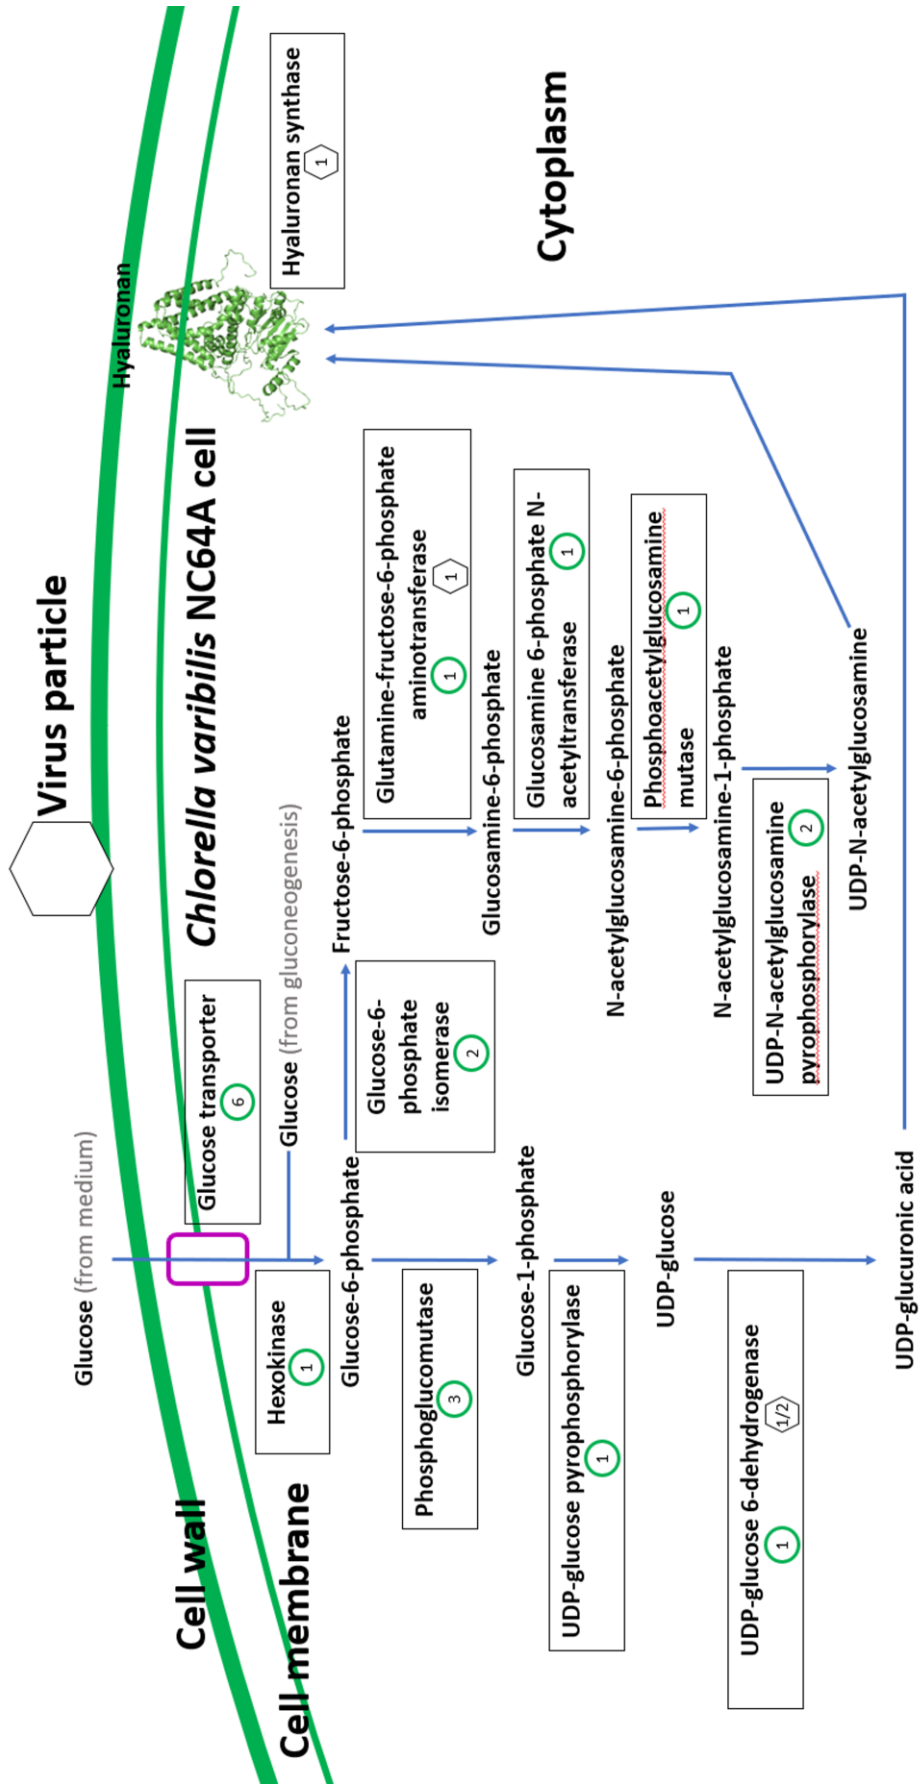 Virus particle
Glucose (from medium)
Hyaluronan
Cell wall
Glucose transporter
6
Chlorella varibilis NC64A cell
Cell membrane
Hexokinase
1
Glucose (from gluconeogenesis)
Hyaluronan synthase
1
Glucose-6-phosphate
Fructose-6-phosphate
Glucose-6-
phosphate
isomerase
2
Glutamine-fructose-6-phosphate
aminotransferase
1
1
Phosphoglucomutase
3
Glucosamine-6-phosphate
Cytoplasm
Glucose-1-phosphate
Glucosamine 6-phosphate N-
acetyltransferase
1
UDP-glucose pyrophosphorylase
1
N-acetylglucosamine-6-phosphate
Phosphoacetylglucosamine
mutase
1
UDP-glucose
N-acetylglucosamine-1-phosphate
UDP-glucose 6-dehydrogenase
1
1/2
UDP-N-acetylglucosamine
pyrophosphorylase
2
UDP-N-acetylglucosamine
UDP-glucuronic acid